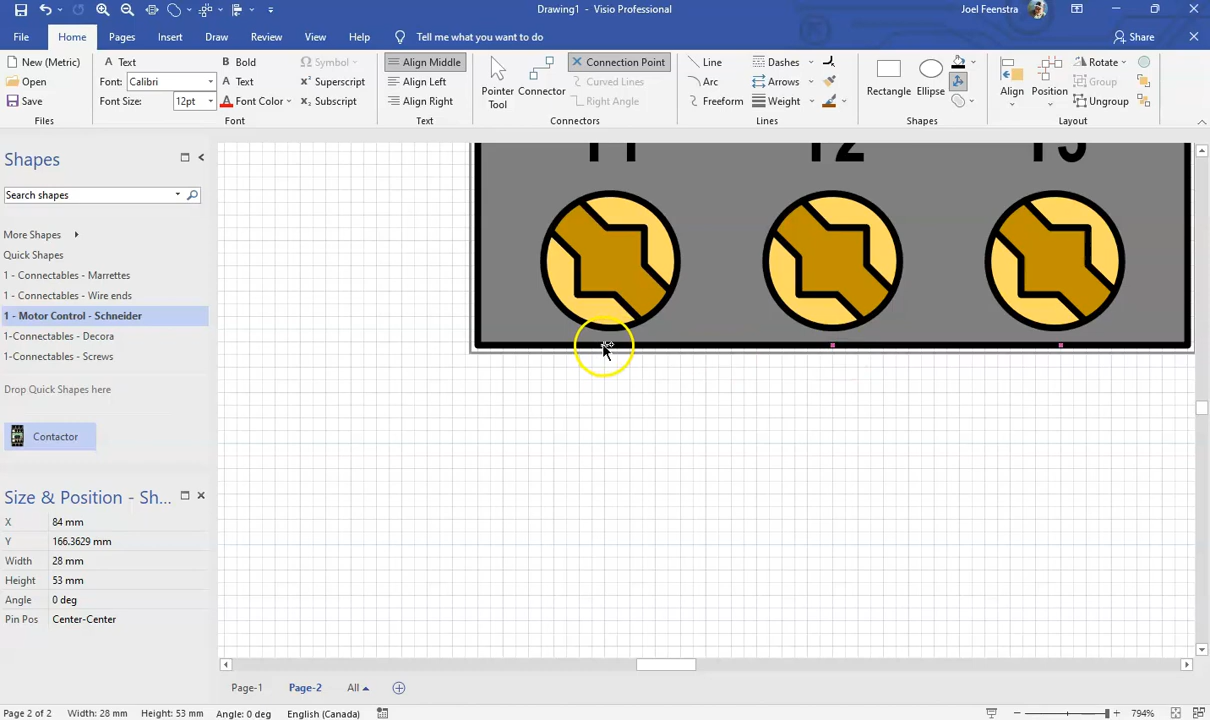 Drawing1 - Visio Professional
Joel Feenstra
File
Home
Pages
Insert
Draw
Review
View
Help
Tell me what you want to do
Share
New (Metric)
Open
Save
Files
Text
Font: Calibri
Font Size: 12pt
Bold
Text
Font Color
Symbol
Superscript
Subscript
Font
Align Middle
Align Left
Align Right
Text
Pointer Tool
Connector
Connection Point
Curved Lines
Right Angle
Connectors
Line
Arc
Freeform
Dashes
Arrows
Weight
Lines
Rectangle
Ellipse
Shapes
Align
Position
Rotate
Group
Ungroup
Layout
Shapes
Search shapes
More Shapes
Quick Shapes
1 - Connectables - Marrettes
1 - Connectables - Wire ends
1 - Motor Control - Schneider
1-Connectables - Decora
1-Connectables - Screws
Drop Quick Shapes here
Contactor
Size & Position - Sh...
X 84 mm
Y 166.3629 mm
Width 28 mm
Height 53 mm
Angle 0 deg
Pin Pos Center-Center
Page-1
Page-2
All
Page 2 of 2
Width: 28 mm
Height: 53 mm
Angle: 0 deg
English (Canada)
794%